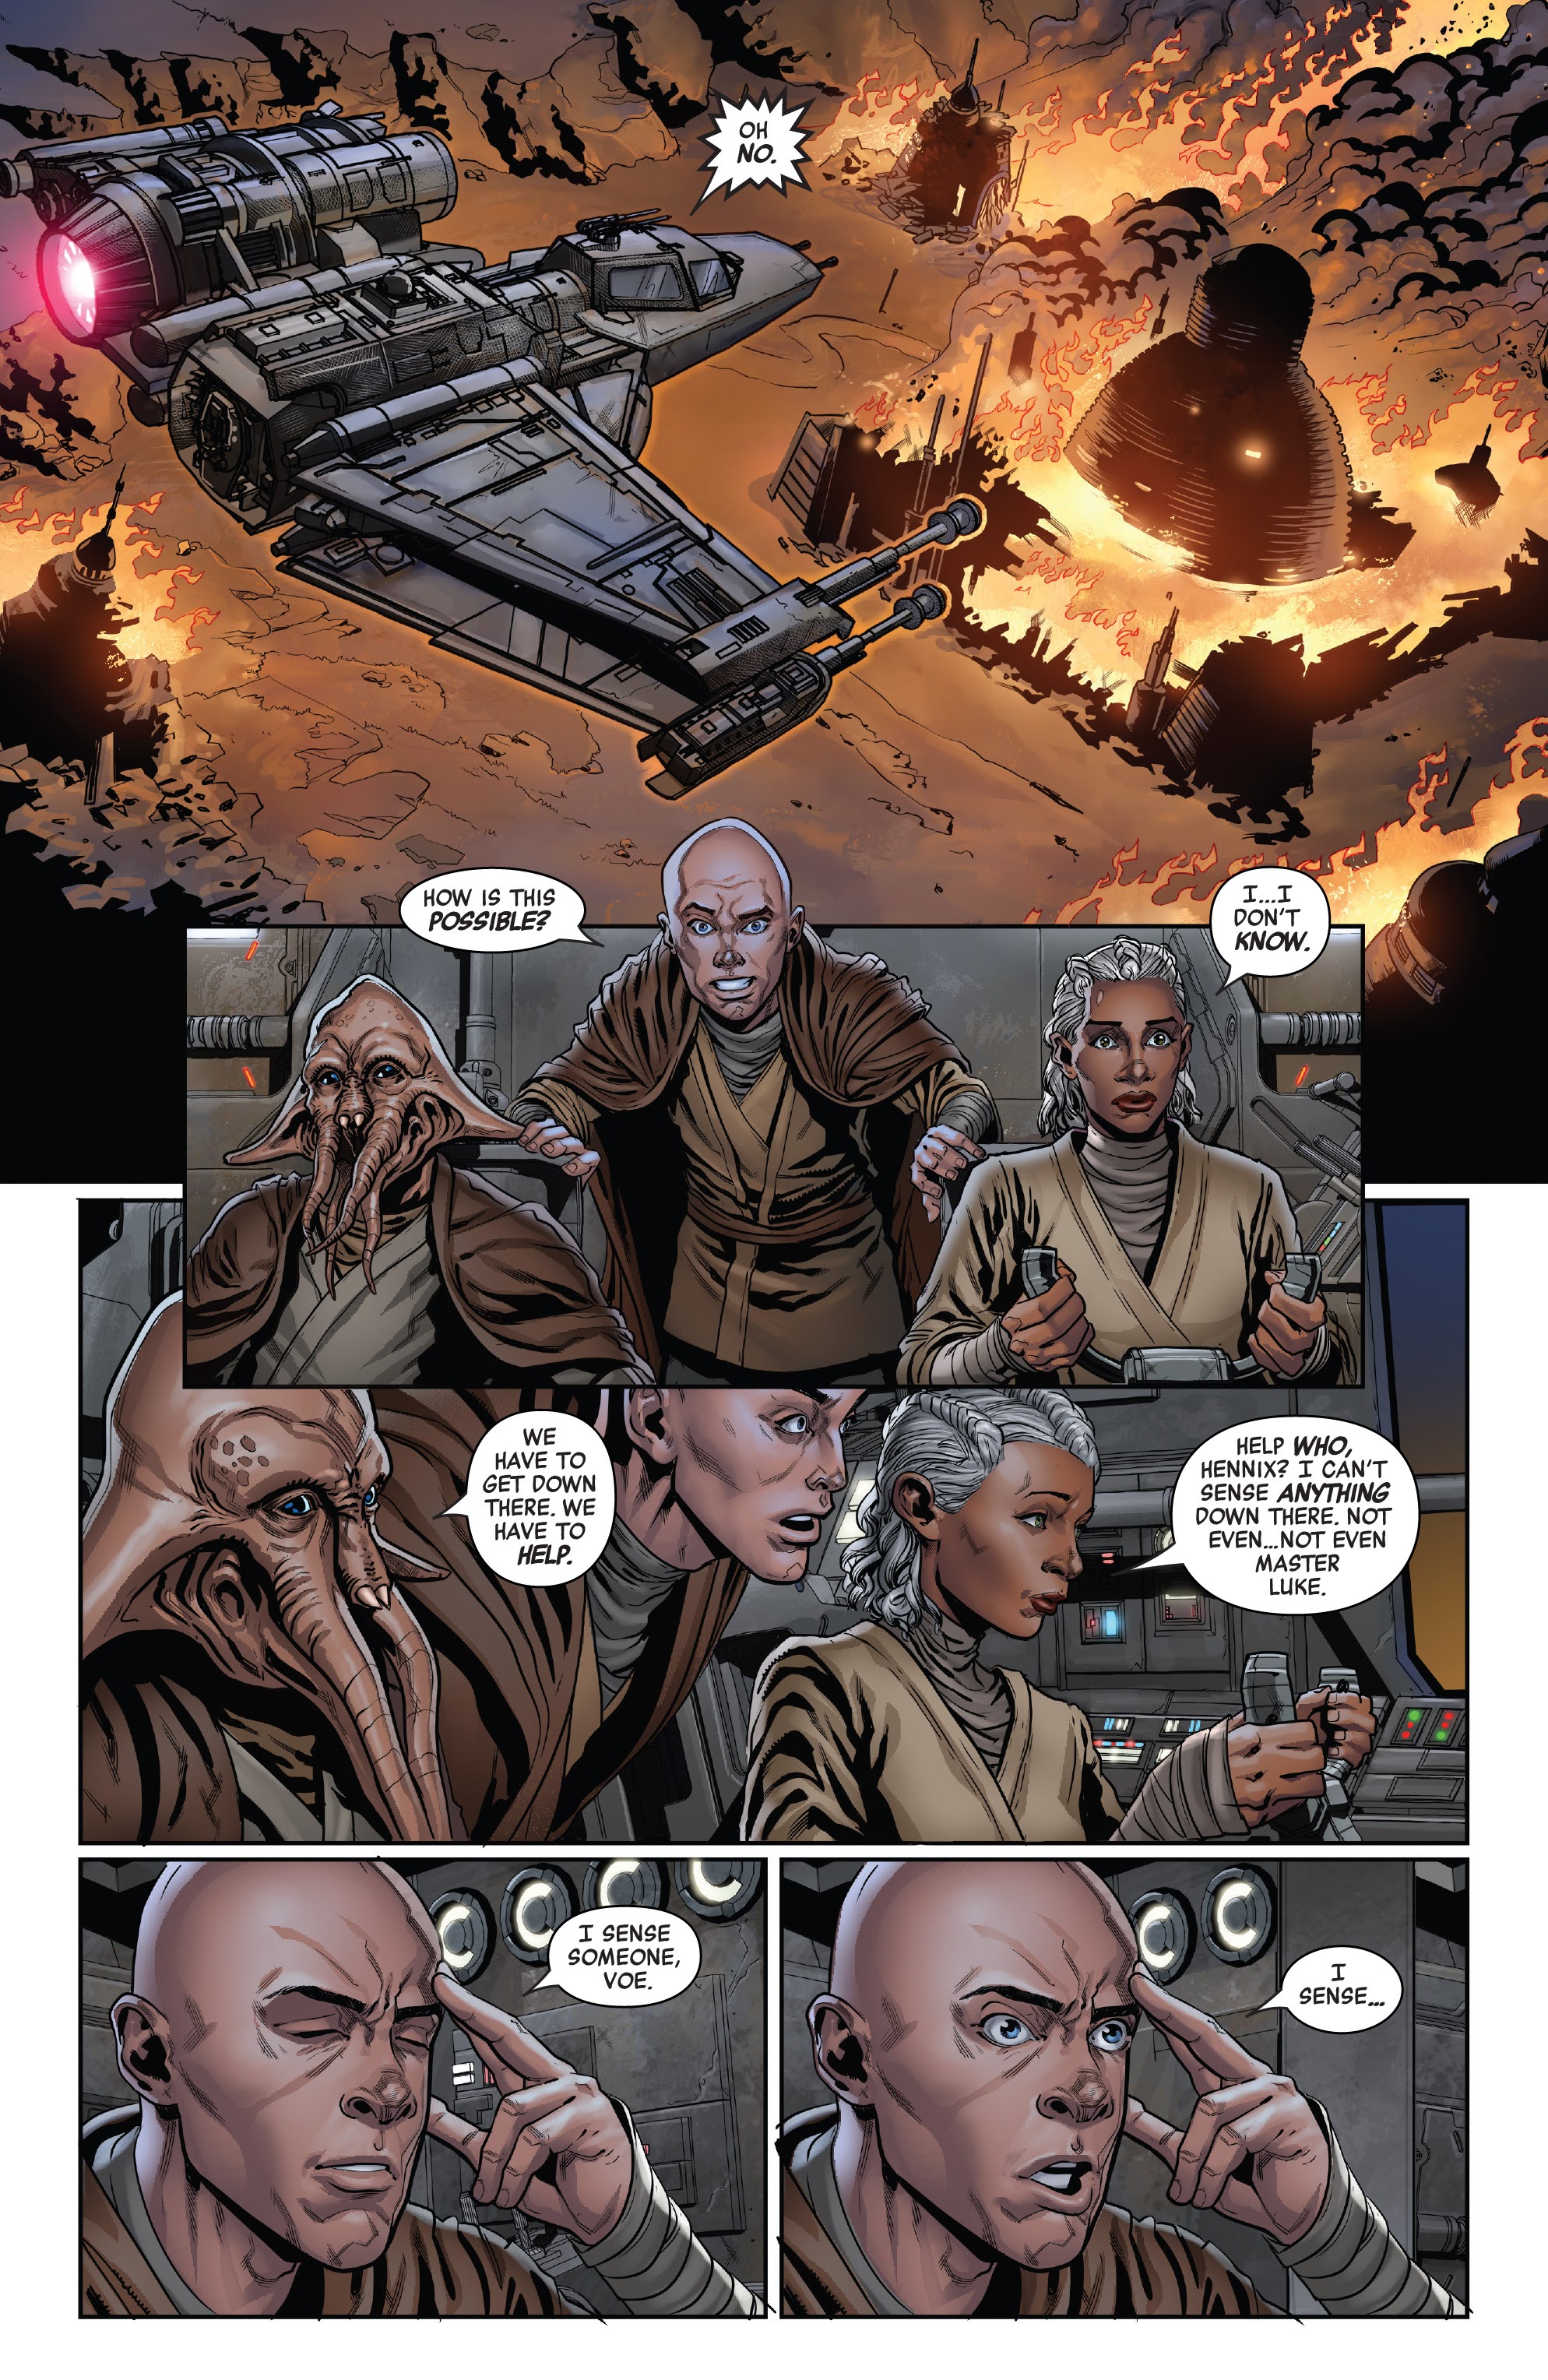 OH
NO.
HOW IS THIS
POSSIBLE?
I...I
DON'T
KNOW.
WE
HAVE TO
GET DOWN
THERE. WE
HAVE TO
HELP.
HELP WHO,
HENNIX? I CAN'T
SENSE ANYTHING
DOWN THERE. NOT
EVEN...NOT EVEN
MASTER
LUKE.
I SENSE
SOMEONE,
VOE.
I
SENSE...